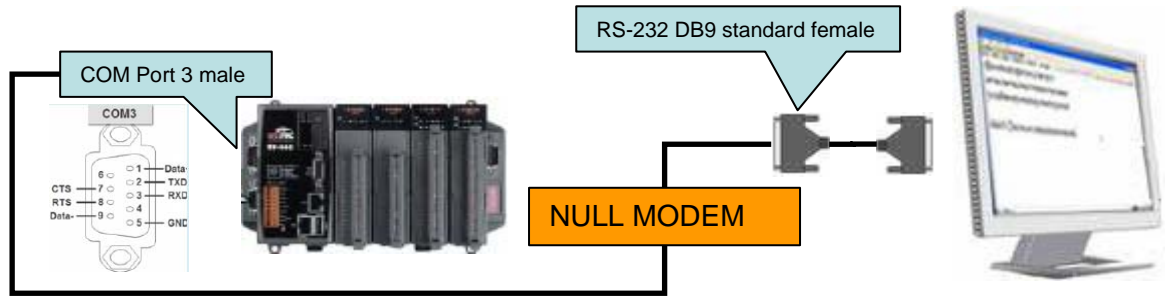 RS-232 DB9 standard female
COM Port 3 male
COM3
6
1
Data-
CTS
7
2
TXD
RTS
8
3
RXD
Data-
9
4
5
GND
NULL MODEM